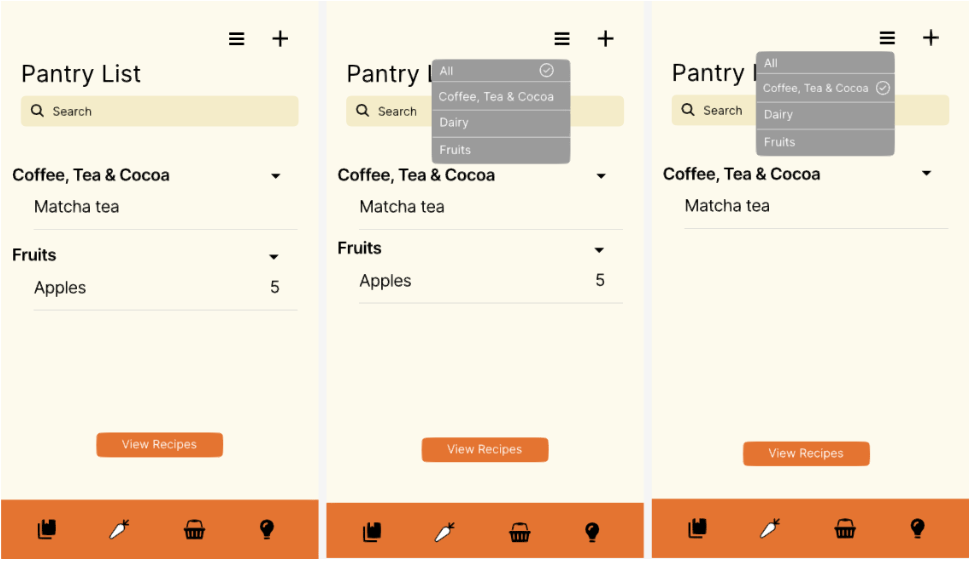 Pantry List
Search
Coffee, Tea & Cocoa
Matcha tea
Fruits
Apples 5
View Recipes
Pantry L
All
Coffee, Tea & Cocoa
Search
Dairy
Fruits
Coffee, Tea & Cocoa
Matcha tea
Fruits
Apples 5
View Recipes
Pantry
All
Coffee, Tea & Cocoa
Search
Dairy
Fruits
Coffee, Tea & Cocoa
Matcha tea
View Recipes